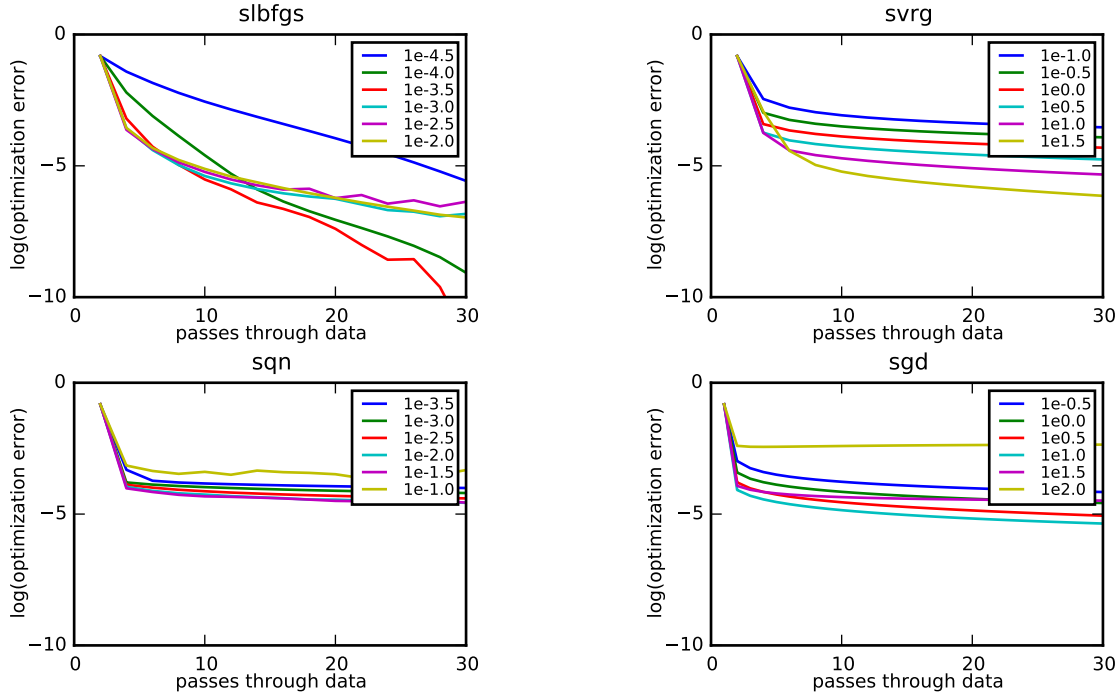 slbfgs
log(optimization error)
0
−5
−10
1e-4.5
1e-4.0
1e-3.5
1e-3.0
1e-2.5
1e-2.0
0
10
20
30
passes through data
svrg
log(optimization error)
0
−5
−10
1e-1.0
1e-0.5
1e0.0
1e0.5
1e1.0
1e1.5
0
10
20
30
passes through data
sqn
log(optimization error)
0
−5
−10
1e-3.5
1e-3.0
1e-2.5
1e-2.0
1e-1.5
1e-1.0
0
10
20
30
passes through data
sgd
log(optimization error)
0
−5
−10
1e-0.5
1e0.0
1e0.5
1e1.0
1e1.5
1e2.0
0
10
20
30
passes through data